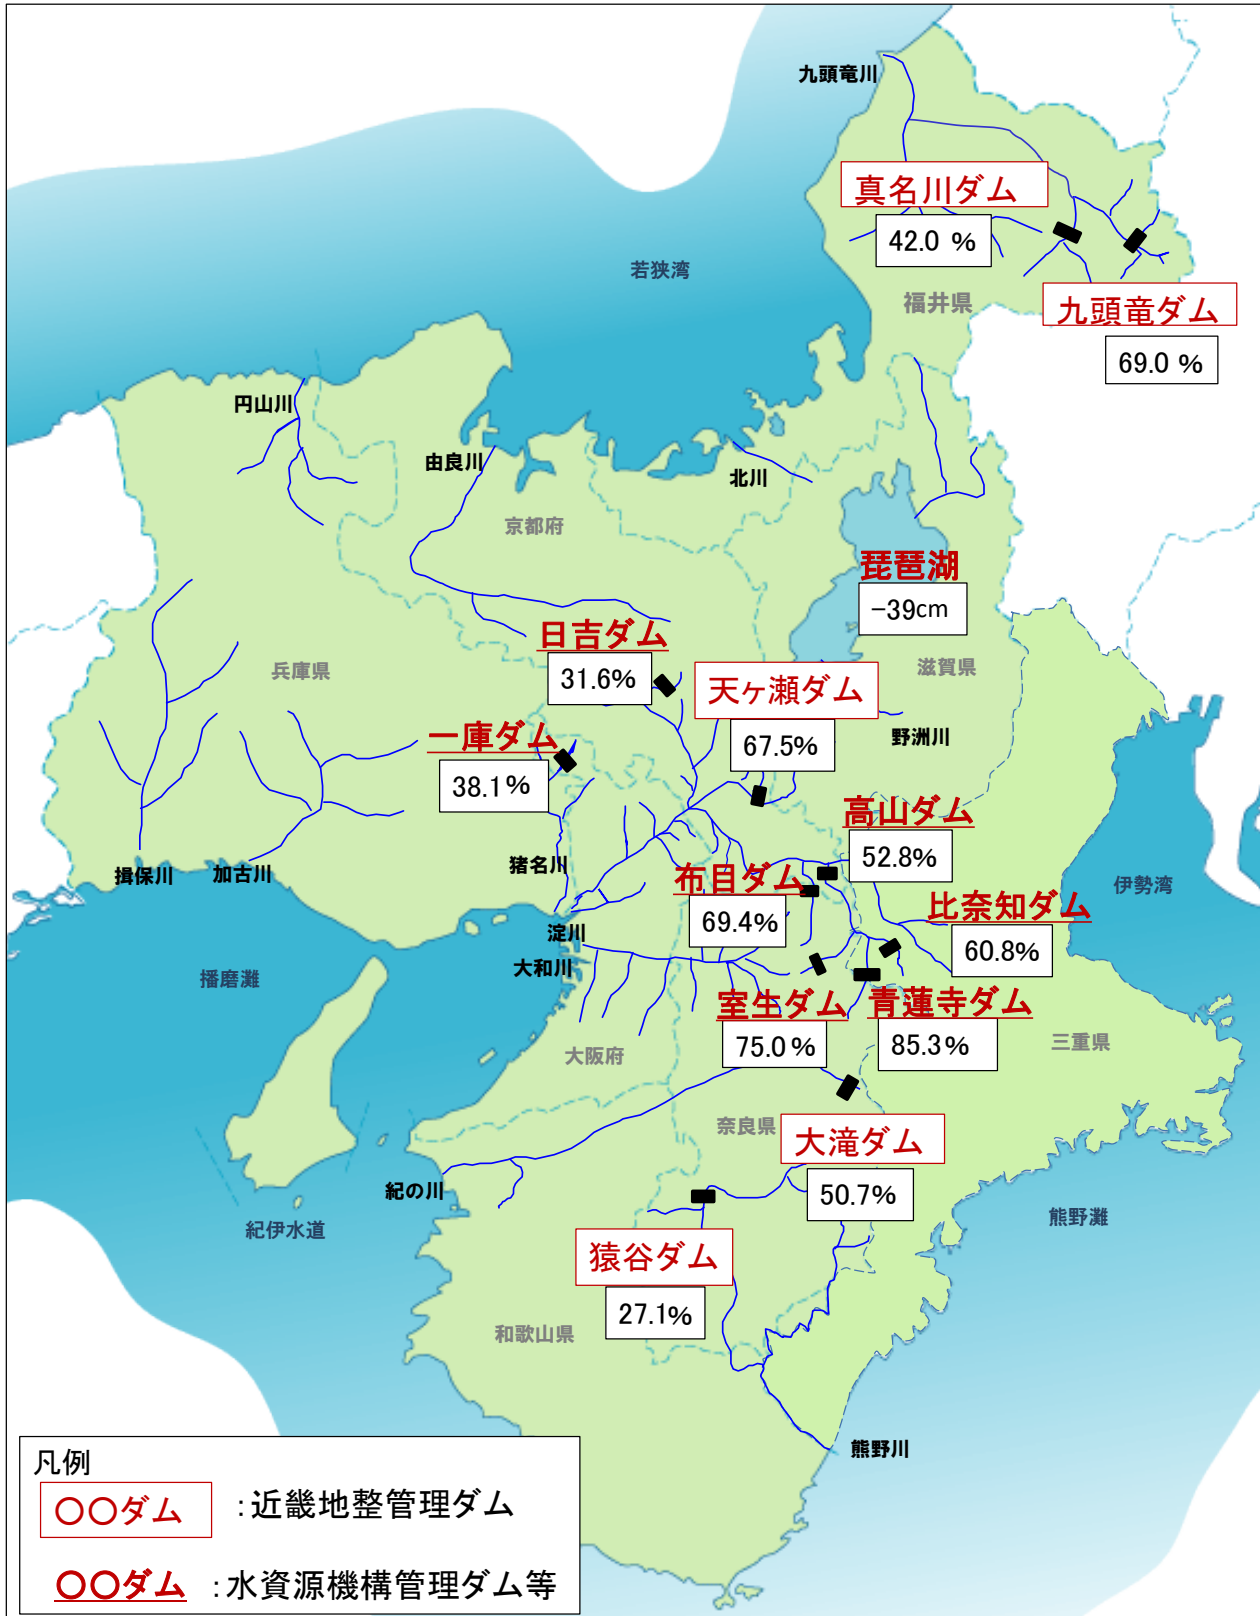 九頭竜川
真名川ダム
42.0 %
若狭湾
福井県
九頭竜ダム
69.0 %
円山川
由良川
北川
京都府
琵琶湖
-39cm
日吉ダム
31.6%
兵庫県
滋賀県
天ヶ瀬ダム
67.5%
野洲川
一庫ダム
38.1%
高山ダム
52.8%
猪名川
揖保川
加古川
布目ダム
69.4%
伊勢湾
比奈知ダム
60.8%
淀川
大和川
播磨灘
室生ダム
75.0%
青蓮寺ダム
85.3%
大阪府
三重県
奈良県
大滝ダム
50.7%
紀の川
紀伊水道
熊野灘
猿谷ダム
27.1%
和歌山県
熊野川
凡例
〇〇ダム :近畿地整管理ダム
〇〇ダム :水資源機構管理ダム等